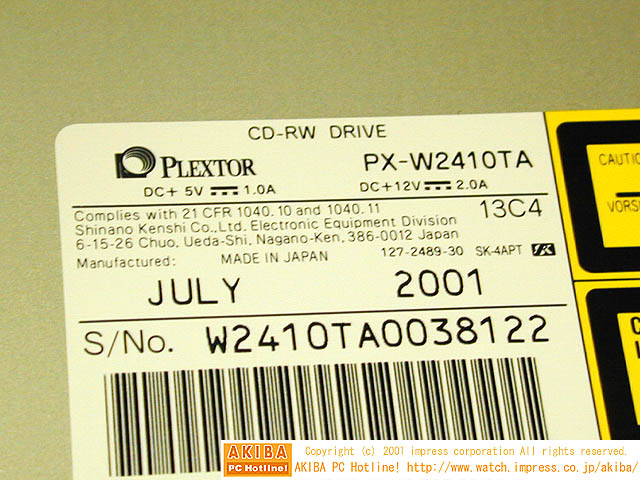 CD-RW DRIVE
PLEXTOR PX-W2410TA
DC+ 5V 1.0A DC+12V 2.0A
Complies with 21 CFR 1040.10 and 1040.11 13C4
Shinano Kenshi Co.,Ltd. Electronic Equipment Division
6-15-26 Chuo, Ueda-Shi, Nagano-Ken, 386-0012 Japan
Manufactured: MADE IN JAPAN 127-2489-30 SK-4APT
JULY 2001
S/No. W2410TA0038122
CAUTIO
VORSI
AKIBA
PC Hotline!
Copyright (c) 2001 impress corporation All rights reserved.
AKIBA PC Hotline! http://www.watch.impress.co.jp/akiba/